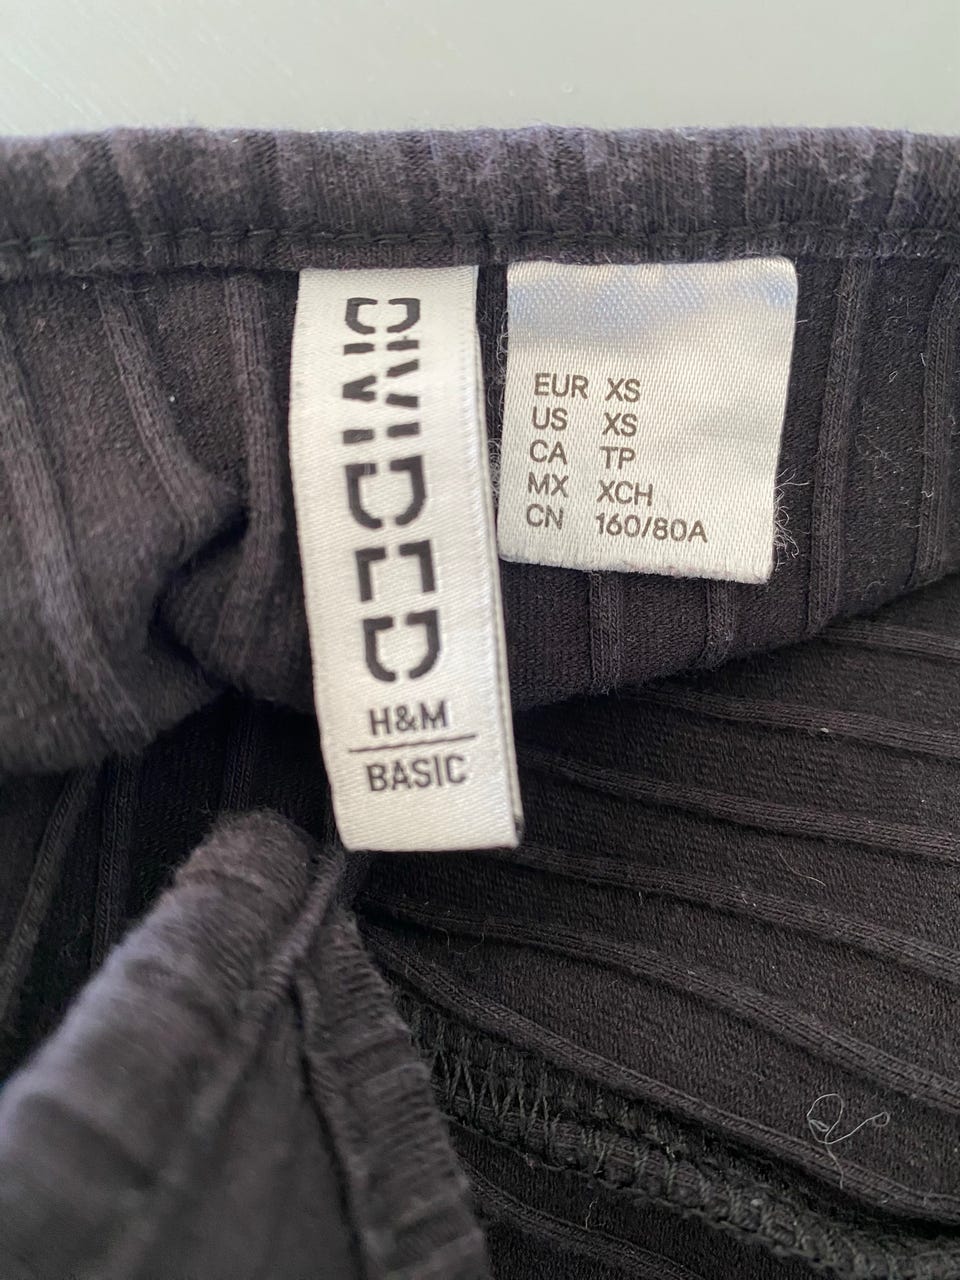 DIVIDED
H&M
BASIC
EUR XS
US XS
CA TP
MX XCH
CN 160/80A